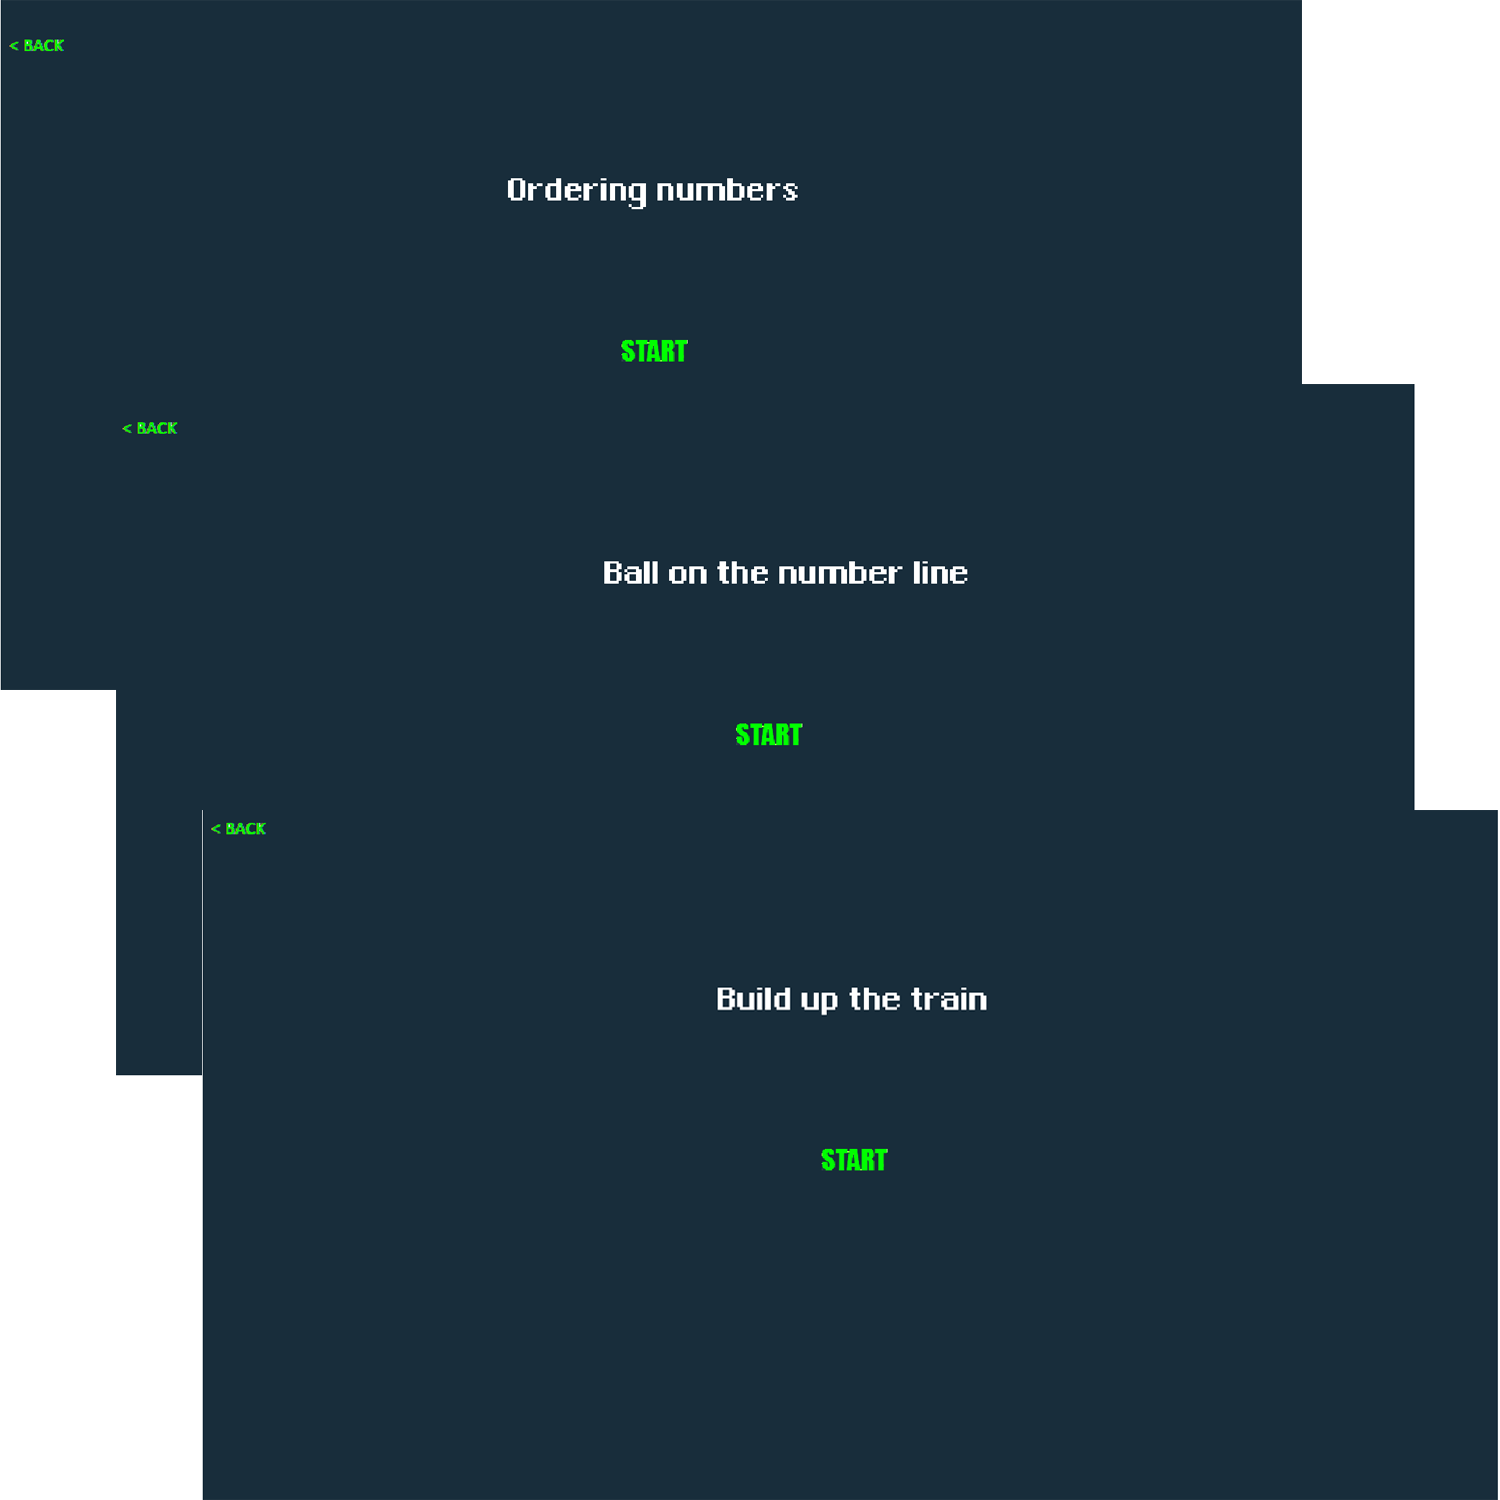 < BACK
Ordering numbers
START
< BACK
Ball on the number line
START
< BACK
Build up the train
START